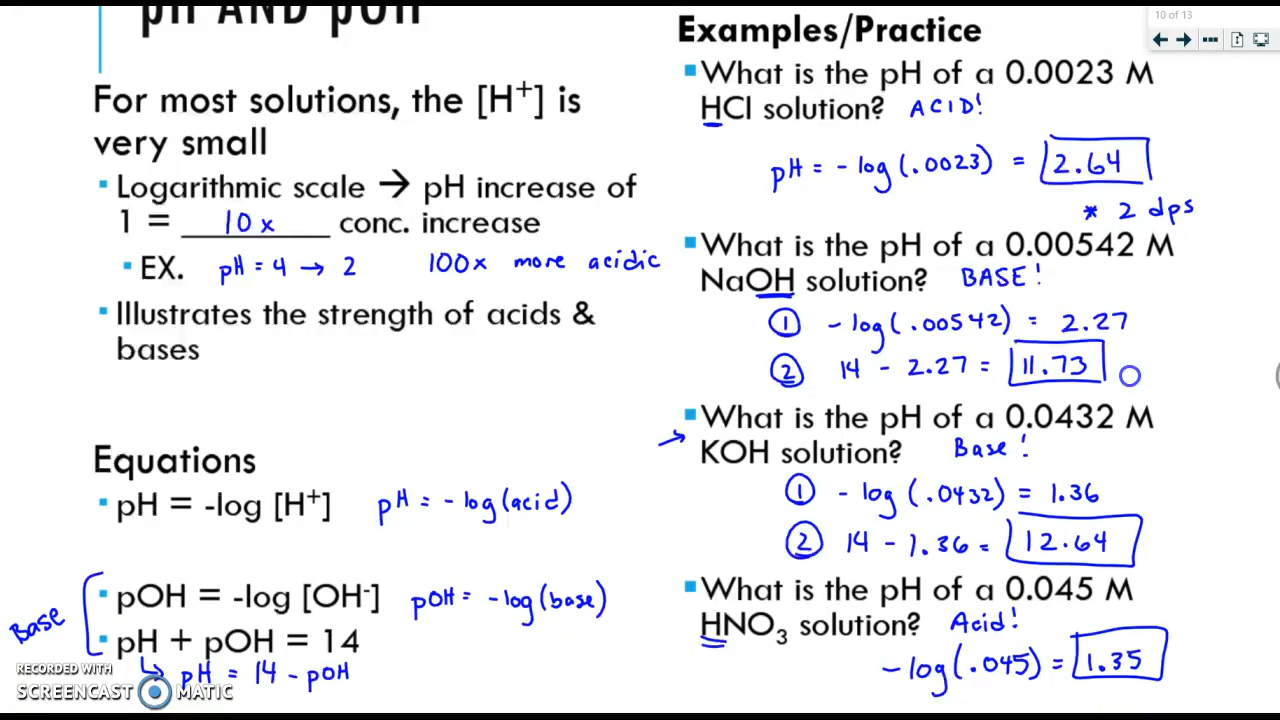 pH AND pOH
For most solutions, the [H⁺] is
very small
Logarithmic scale → pH increase of
1 = 10 x conc. increase
EX. pH = 4 → 2 100x more acidic
Illustrates the strength of acids &
bases
Equations
pH = -log [H⁺] pH = - log (acid)
Base
pOH = -log [OH⁻] pOH = - log (base)
pH + pOH = 14
↳ pH = 14 - pOH
RECORDED WITH
SCREENCAST MATIC
10 of 13
Examples/Practice
What is the pH of a 0.0023 M
HCl solution? ACID!
pH = - log (.0023) = 2.64
* 2 dps
What is the pH of a 0.00542 M
NaOH solution? BASE!
① - log (.00542) = 2.27
② 14 - 2.27 = 11.73
→ What is the pH of a 0.0432 M
KOH solution? Base!
① - log (.0432) = 1.36
② 14 - 1.36 = 12.64
What is the pH of a 0.045 M
HNO₃ solution? Acid!
- log (.045) = 1.35